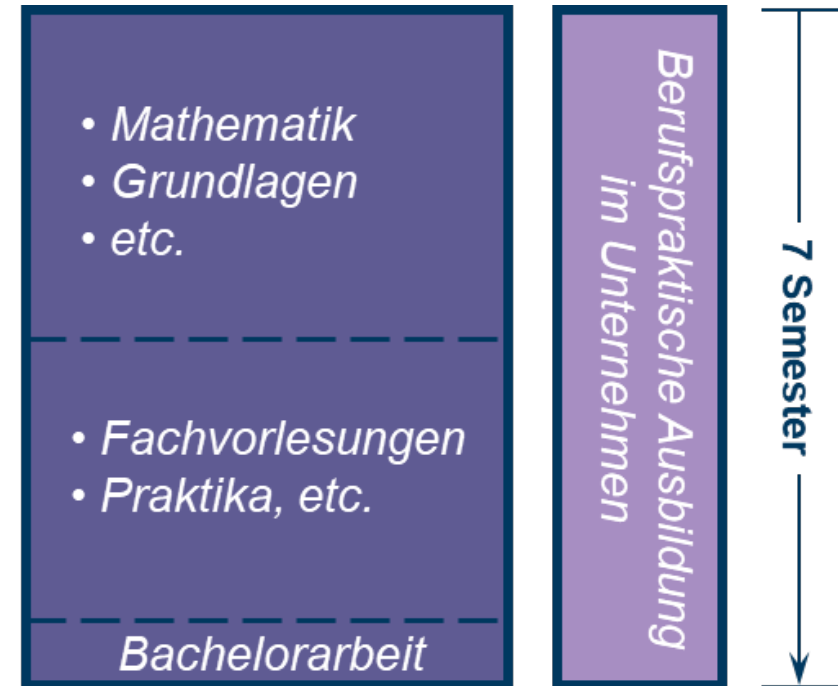 • Mathematik
• Grundlagen
• etc.
• Fachvorlesungen
• Praktika, etc.
Bachelorarbeit
Berufspraktische Ausbildung
im Unternehmen
7 Semester